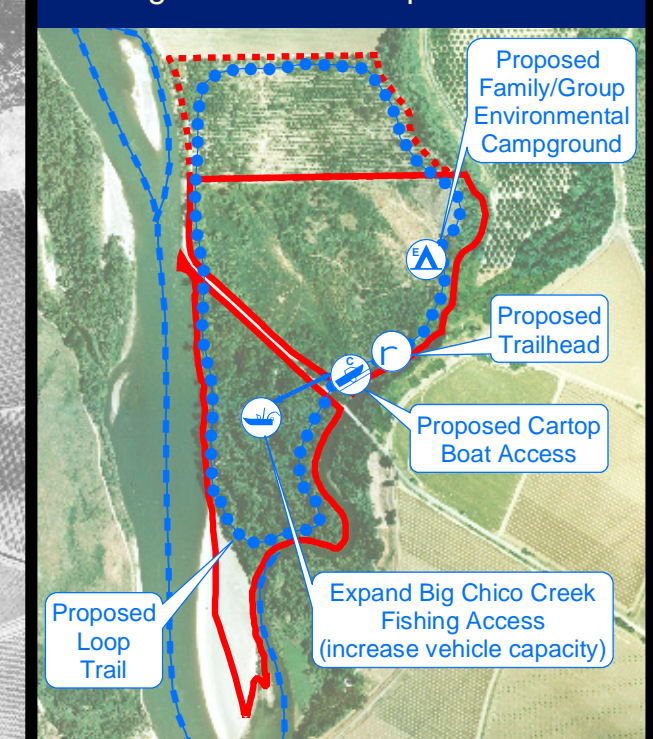 Proposed
Family/Group
Environmental
Campground
E
Proposed
Trailhead
r
C
Proposed Cartop
Boat Access
Expand Big Chico Creek
Fishing Access
(increase vehicle capacity)
Proposed
Loop
Trail